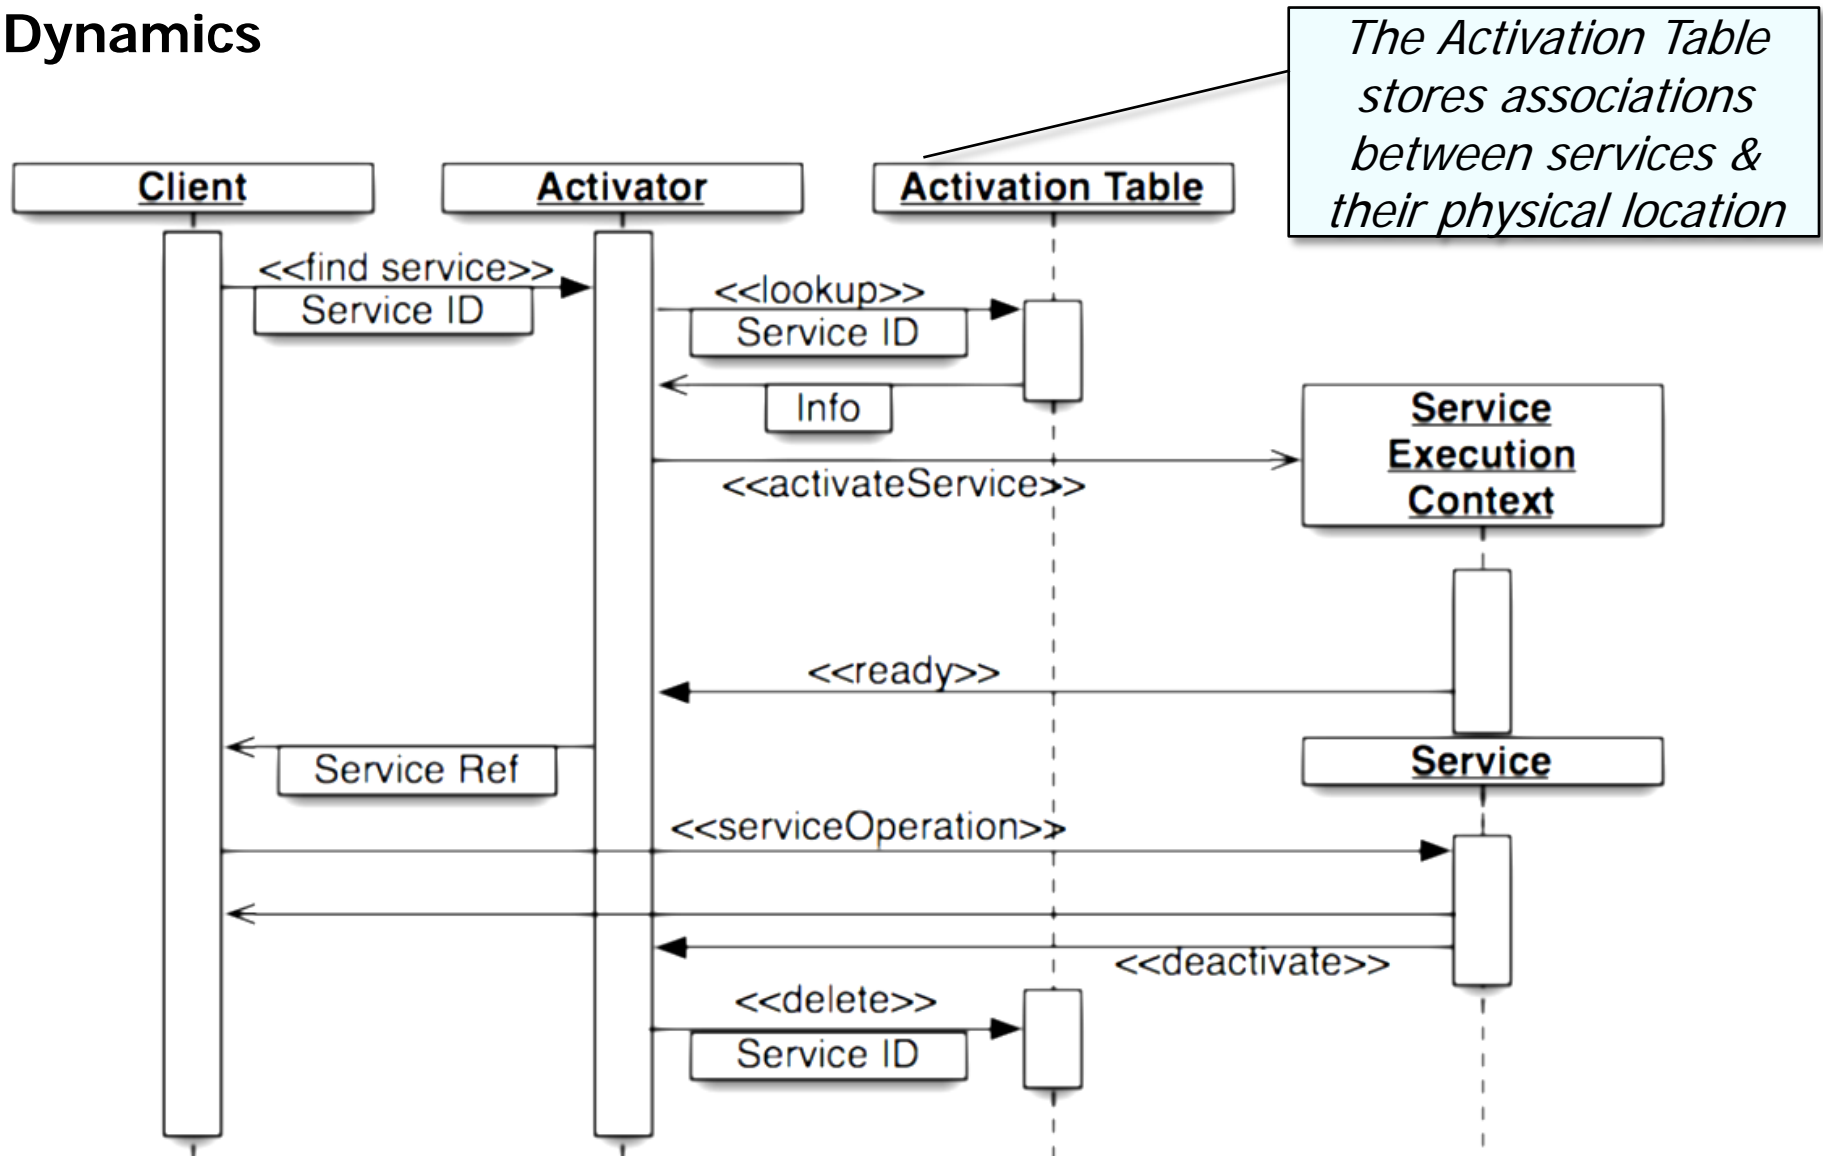 Dynamics
The Activation Table
stores associations
between services &
their physical location
Client
Activator
Activation Table
<<find service>>
Service ID
<<lookup>>
Service ID
Info
Service
Execution
Context
<<activateService>>
<<ready>>
Service Ref
Service
<<serviceOperation>>
<<deactivate>>
<<delete>>
Service ID